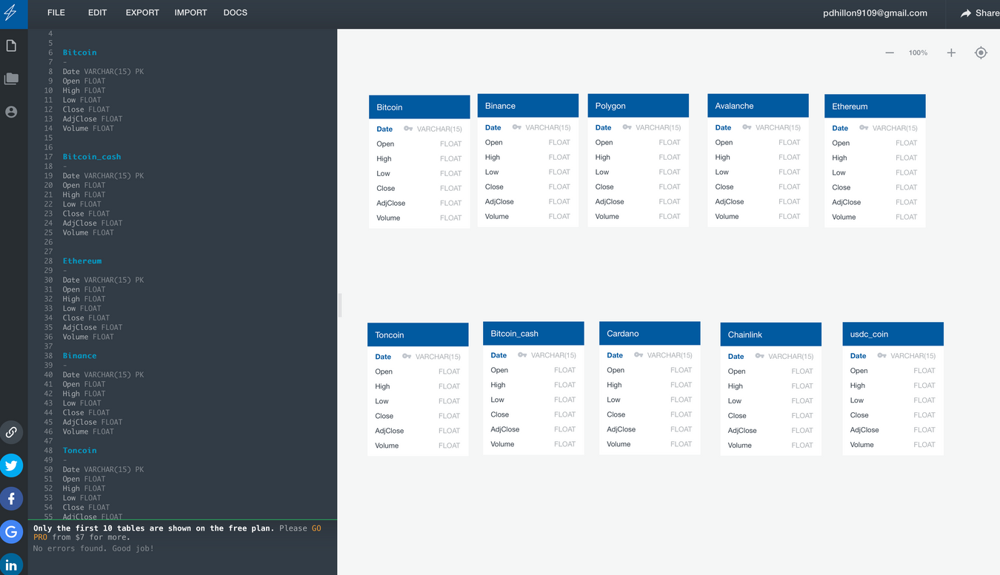 FILE EDIT EXPORT IMPORT DOCS pdhillon9109@gmail.com Share
4
5
6 Bitcoin
7 -
8 Date VARCHAR(15) PK
9 Open FLOAT
10 High FLOAT
11 Low FLOAT
12 Close FLOAT
13 AdjClose FLOAT
14 Volume FLOAT
15
16
17 Bitcoin_cash
18 -
19 Date VARCHAR(15) PK
20 Open FLOAT
21 High FLOAT
22 Low FLOAT
23 Close FLOAT
24 AdjClose FLOAT
25 Volume FLOAT
26
27
28 Ethereum
29 -
30 Date VARCHAR(15) PK
31 Open FLOAT
32 High FLOAT
33 Low FLOAT
34 Close FLOAT
35 AdjClose FLOAT
36 Volume FLOAT
37
38 Binance
39 -
40 Date VARCHAR(15) PK
41 Open FLOAT
42 High FLOAT
43 Low FLOAT
44 Close FLOAT
45 AdjClose FLOAT
46 Volume FLOAT
47
48 Toncoin
49 -
50 Date VARCHAR(15) PK
51 Open FLOAT
52 High FLOAT
53 Low FLOAT
54 Close FLOAT
55 AdjClose FLOAT
Only the first 10 tables are shown on the free plan. Please GO
PRO from $7 for more.
No errors found. Good job!
100%
Bitcoin
Date VARCHAR(15)
Open FLOAT
High FLOAT
Low FLOAT
Close FLOAT
AdjClose FLOAT
Volume FLOAT
Binance
Date VARCHAR(15)
Open FLOAT
High FLOAT
Low FLOAT
Close FLOAT
AdjClose FLOAT
Volume FLOAT
Polygon
Date VARCHAR(15)
Open FLOAT
High FLOAT
Low FLOAT
Close FLOAT
AdjClose FLOAT
Volume FLOAT
Avalanche
Date VARCHAR(15)
Open FLOAT
High FLOAT
Low FLOAT
Close FLOAT
AdjClose FLOAT
Volume FLOAT
Ethereum
Date VARCHAR(15)
Open FLOAT
High FLOAT
Low FLOAT
Close FLOAT
AdjClose FLOAT
Volume FLOAT
Toncoin
Date VARCHAR(15)
Open FLOAT
High FLOAT
Low FLOAT
Close FLOAT
AdjClose FLOAT
Volume FLOAT
Bitcoin_cash
Date VARCHAR(15)
Open FLOAT
High FLOAT
Low FLOAT
Close FLOAT
AdjClose FLOAT
Volume FLOAT
Cardano
Date VARCHAR(15)
Open FLOAT
High FLOAT
Low FLOAT
Close FLOAT
AdjClose FLOAT
Volume FLOAT
Chainlink
Date VARCHAR(15)
Open FLOAT
High FLOAT
Low FLOAT
Close FLOAT
AdjClose FLOAT
Volume FLOAT
usdc_coin
Date VARCHAR(15)
Open FLOAT
High FLOAT
Low FLOAT
Close FLOAT
AdjClose FLOAT
Volume FLOAT